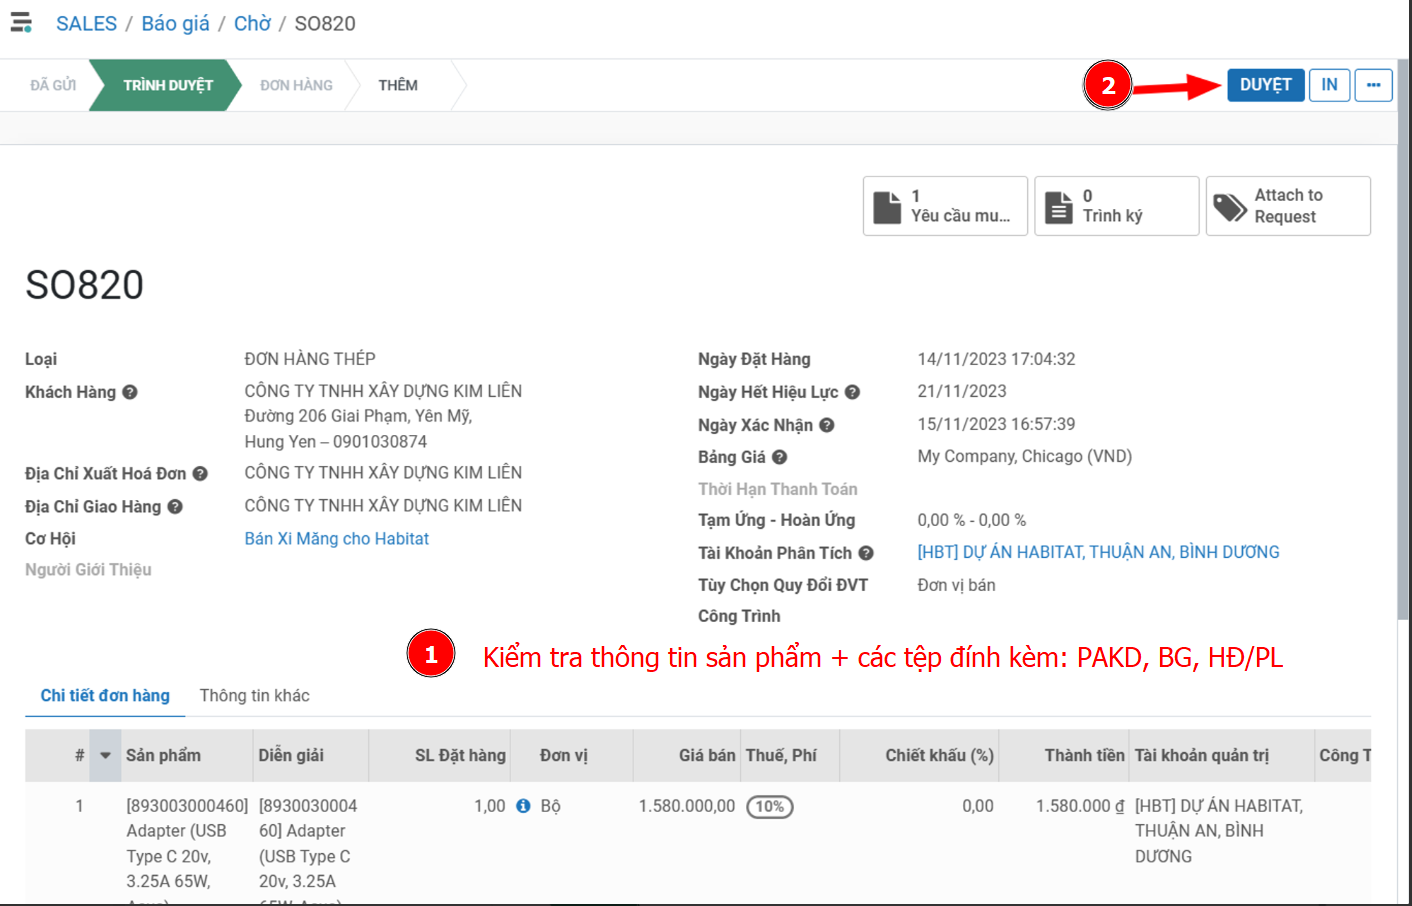 SALES / Báo giá / Chờ / SO820
ĐÃ GỬI TRÌNH DUYỆT ĐƠN HÀNG THÊM
2 DUYỆT IN ···
1 Yêu cầu mu...
0 Trình ký
Attach to Request
SO820
Loại ĐƠN HÀNG THÉP
Khách Hàng ? CÔNG TY TNHH XÂY DỰNG KIM LIÊN
Đường 206 Giai Phạm, Yên Mỹ,
Hung Yen – 0901030874
Địa Chỉ Xuất Hoá Đơn ? CÔNG TY TNHH XÂY DỰNG KIM LIÊN
Địa Chỉ Giao Hàng ? CÔNG TY TNHH XÂY DỰNG KIM LIÊN
Cơ Hội Bán Xi Măng cho Habitat
Người Giới Thiệu
Ngày Đặt Hàng 14/11/2023 17:04:32
Ngày Hết Hiệu Lực ? 21/11/2023
Ngày Xác Nhận ? 15/11/2023 16:57:39
Bảng Giá ? My Company, Chicago (VND)
Thời Hạn Thanh Toán
Tạm Ứng - Hoàn Ứng 0,00 % - 0,00 %
Tài Khoản Phân Tích ? [HBT] DỰ ÁN HABITAT, THUẬN AN, BÌNH DƯƠNG
Tùy Chọn Quy Đổi ĐVT Đơn vị bán
Công Trình
1 Kiểm tra thông tin sản phẩm + các tệp đính kèm: PAKD, BG, HĐ/PL
Chi tiết đơn hàng Thông tin khác
# Sản phẩm Diễn giải SL Đặt hàng Đơn vị Giá bán Thuế, Phí Chiết khấu (%) Thành tiền Tài khoản quản trị Công T
1 [893003000460] [8930030004 1,00 Bộ 1.580.000,00 10% 0,00 1.580.000 ₫ [HBT] DỰ ÁN HABITAT,
Adapter (USB 60] Adapter THUẬN AN, BÌNH
Type C 20v, (USB Type C DƯƠNG
3.25A 65W, 20v, 3.25A